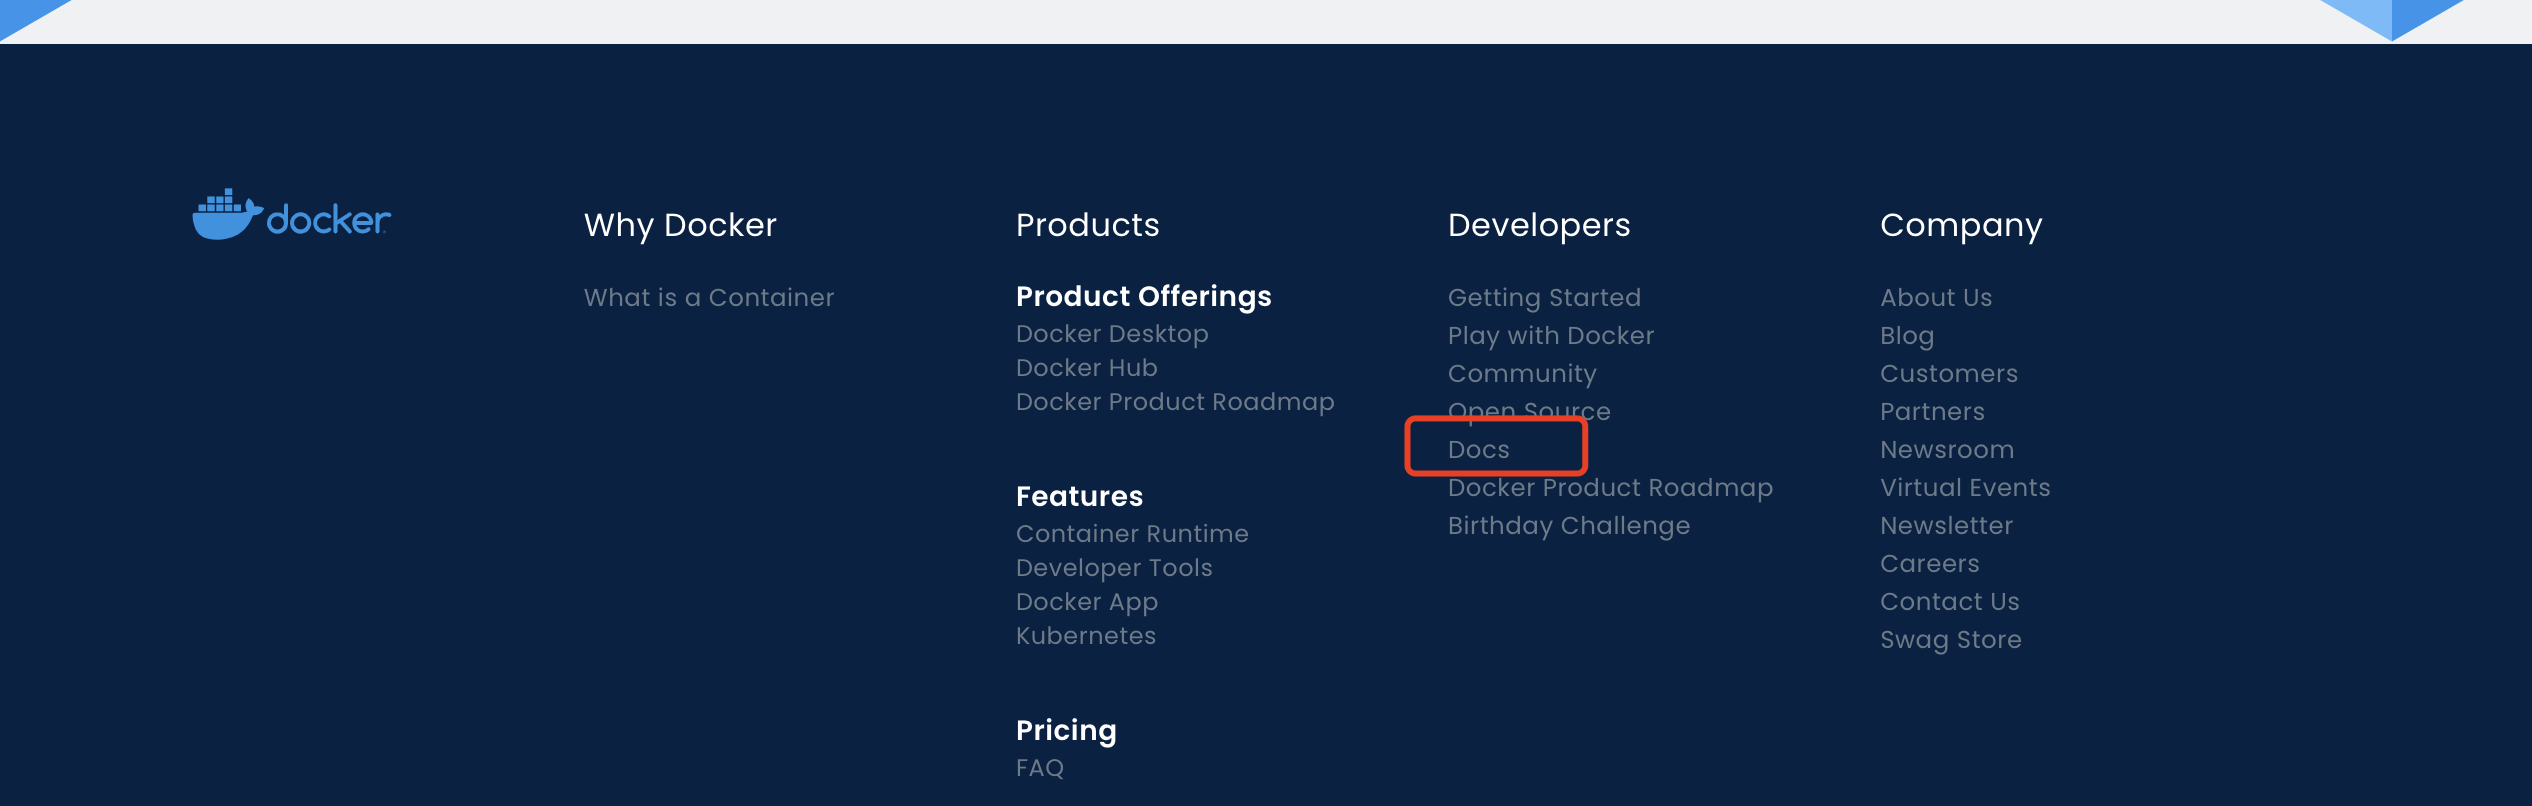 docker
Why Docker
What is a Container
Products
Product Offerings
Docker Desktop
Docker Hub
Docker Product Roadmap
Features
Container Runtime
Developer Tools
Docker App
Kubernetes
Pricing
FAQ
Developers
Getting Started
Play with Docker
Community
Open Source
Docs
Docker Product Roadmap
Birthday Challenge
Company
About Us
Blog
Customers
Partners
Newsroom
Virtual Events
Newsletter
Careers
Contact Us
Swag Store